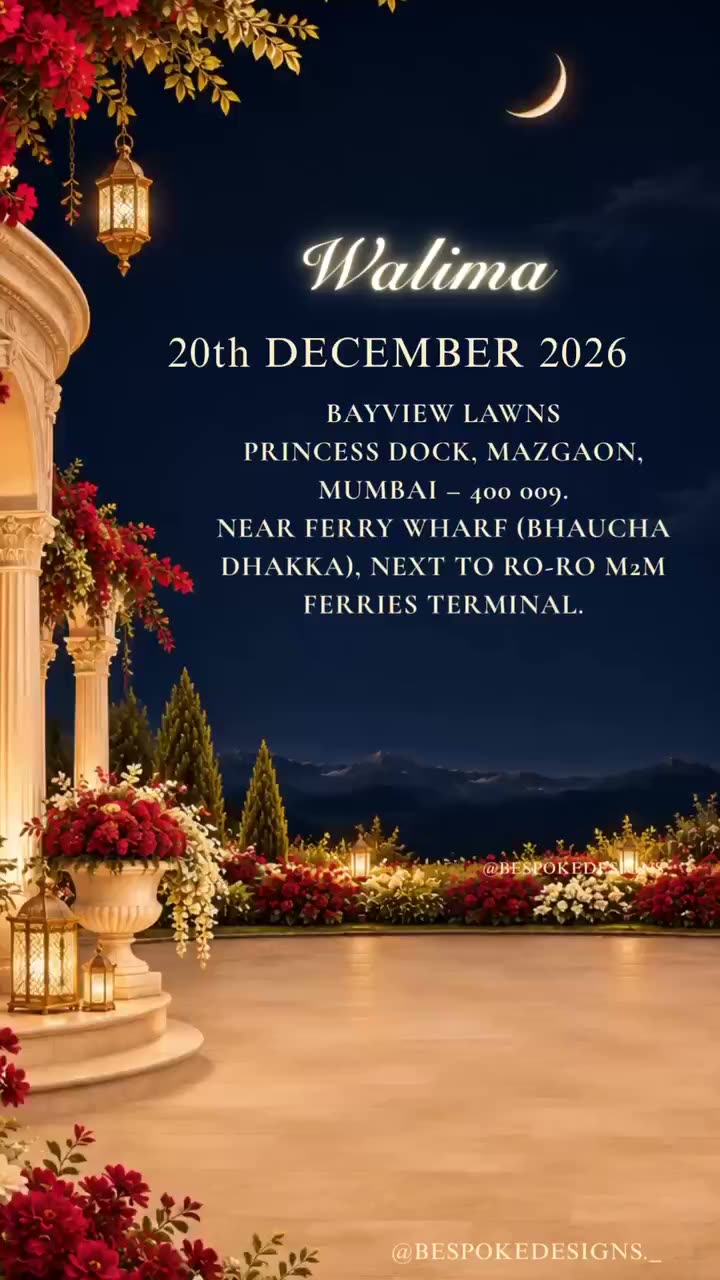 Walima
20th DECEMBER 2026
BAYVIEW LAWNS
PRINCESS DOCK, MAZGAON,
MUMBAI – 400 009.
NEAR FERRY WHARF (BHAUCHA
DHAKKA), NEXT TO RO-RO M2M
FERRIES TERMINAL.
@BESPOKEDESIGNS._
@BESPOKEDESIGNS._